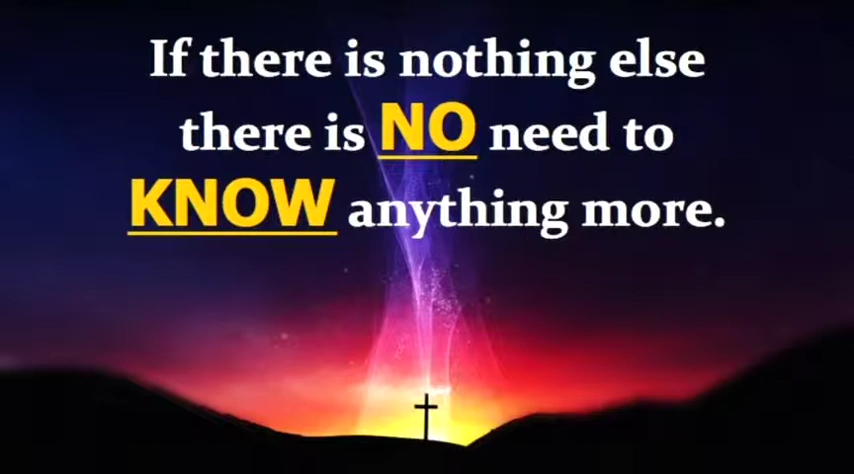 If there is nothing else
there is NO need to
KNOW anything more.